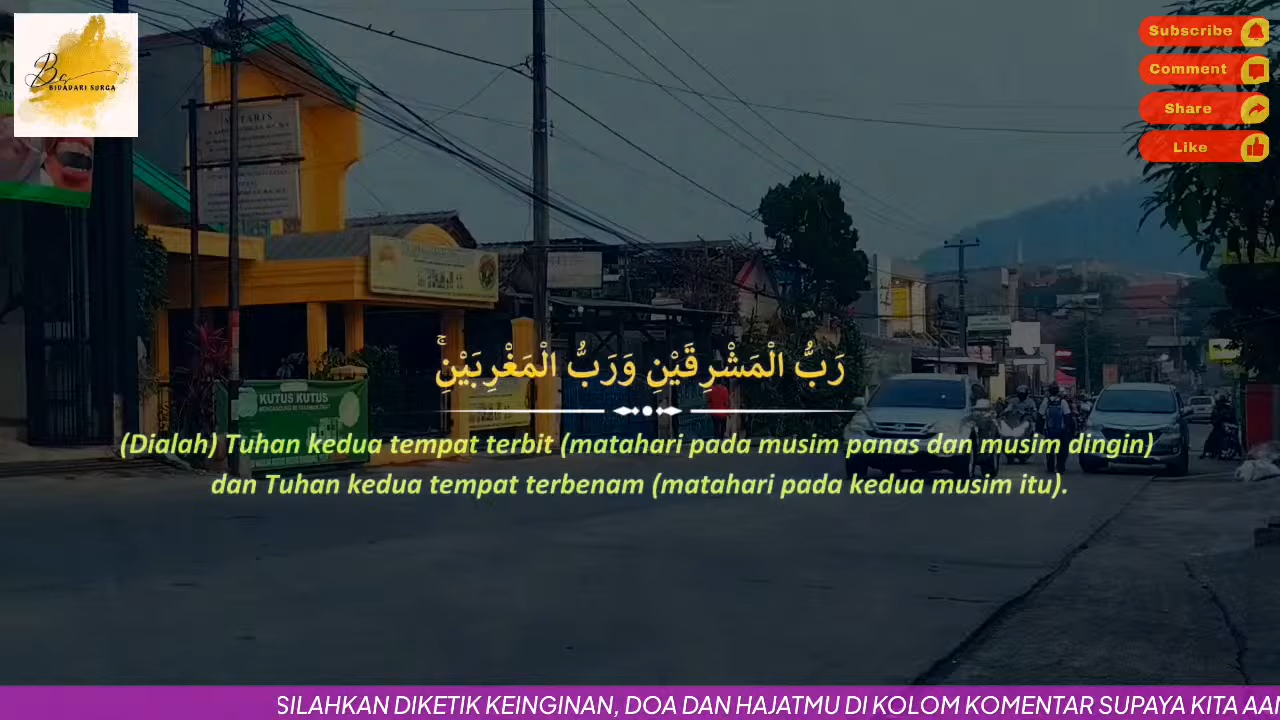 BIDADARI SURGA
Subscribe
Comment
Share
Like
رَبُّ الْمَشْرِقَيْنِ وَرَبُّ الْمَغْرِبَيْنِۚ
(Dialah) Tuhan kedua tempat terbit (matahari pada musim panas dan musim dingin)
dan Tuhan kedua tempat terbenam (matahari pada kedua musim itu).
KUTUS KUTUS
SILAHKAN DIKETIK KEINGINAN, DOA DAN HAJATMU DI KOLOM KOMENTAR SUPAYA KITA